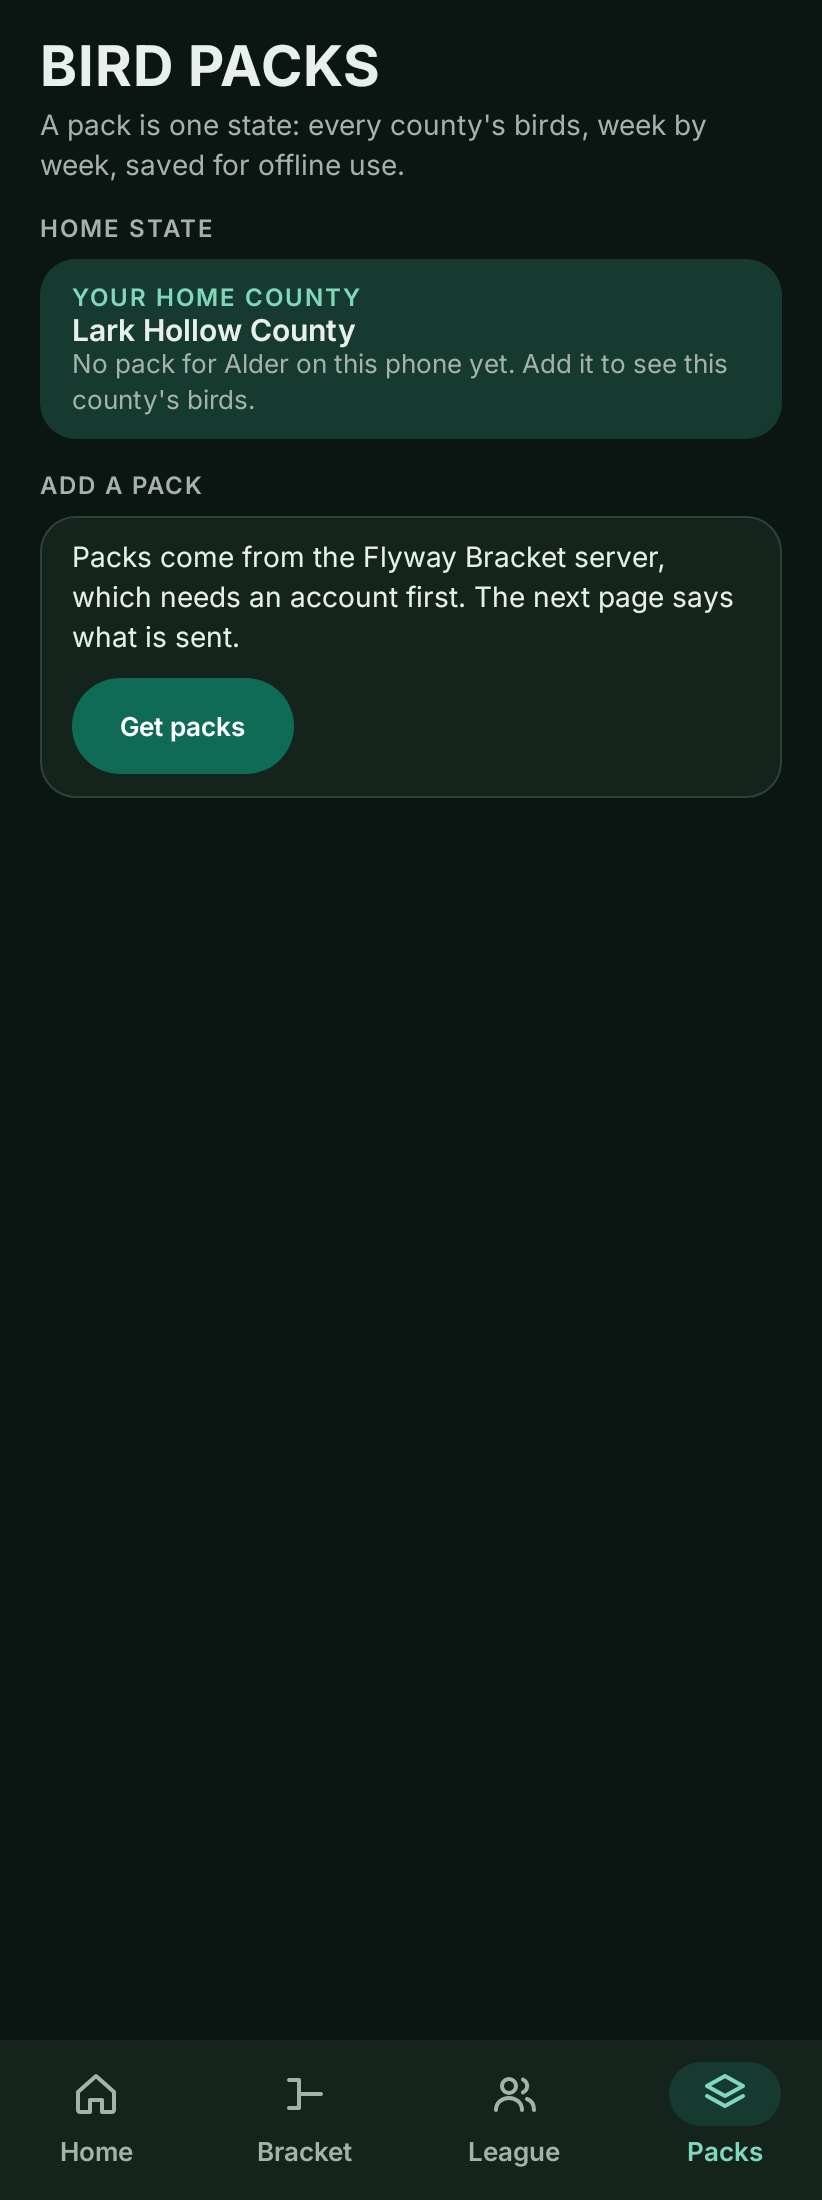 BIRD PACKS
A pack is one state: every county's birds, week by
week, saved for offline use.
HOME STATE
YOUR HOME COUNTY
Lark Hollow County
No pack for Alder on this phone yet. Add it to see this
county's birds.
ADD A PACK
Packs come from the Flyway Bracket server,
which needs an account first. The next page says
what is sent.
Get packs
Home
Bracket
League
Packs